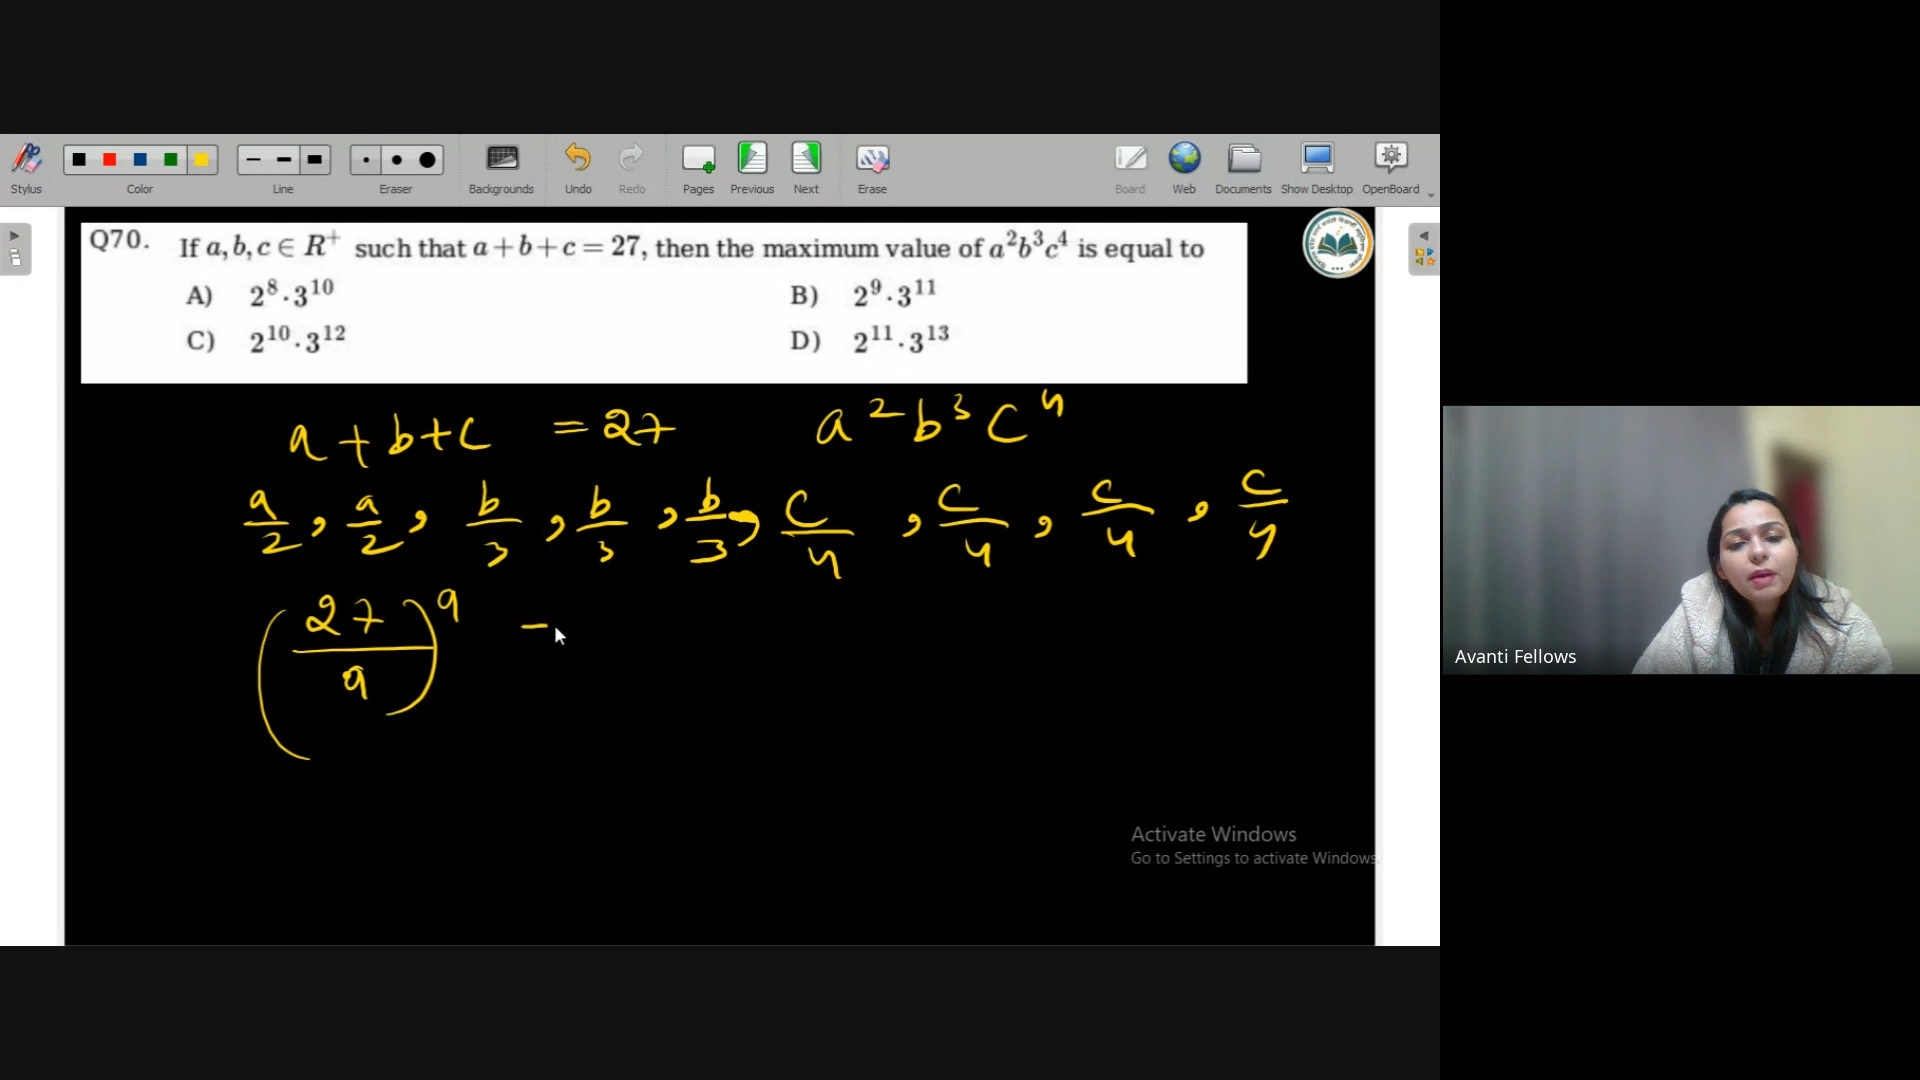 Stylus Color Line Eraser Backgrounds Undo Redo Pages Previous Next Erase Board Web Documents Show Desktop OpenBoard
Q70. If a, b, c ∈ R⁺ such that a + b + c = 27, then the maximum value of a²b³c⁴ is equal to
A) 2⁸ · 3¹⁰ B) 2⁹ · 3¹¹
C) 2¹⁰ · 3¹² D) 2¹¹ · 3¹³
a + b + c = 27 a²b³c⁴
a/2, a/2, b/3, b/3, b/3, c/4, c/4, c/4, c/4
(27/9)⁹ –
Avanti Fellows
Activate Windows
Go to Settings to activate Windows.